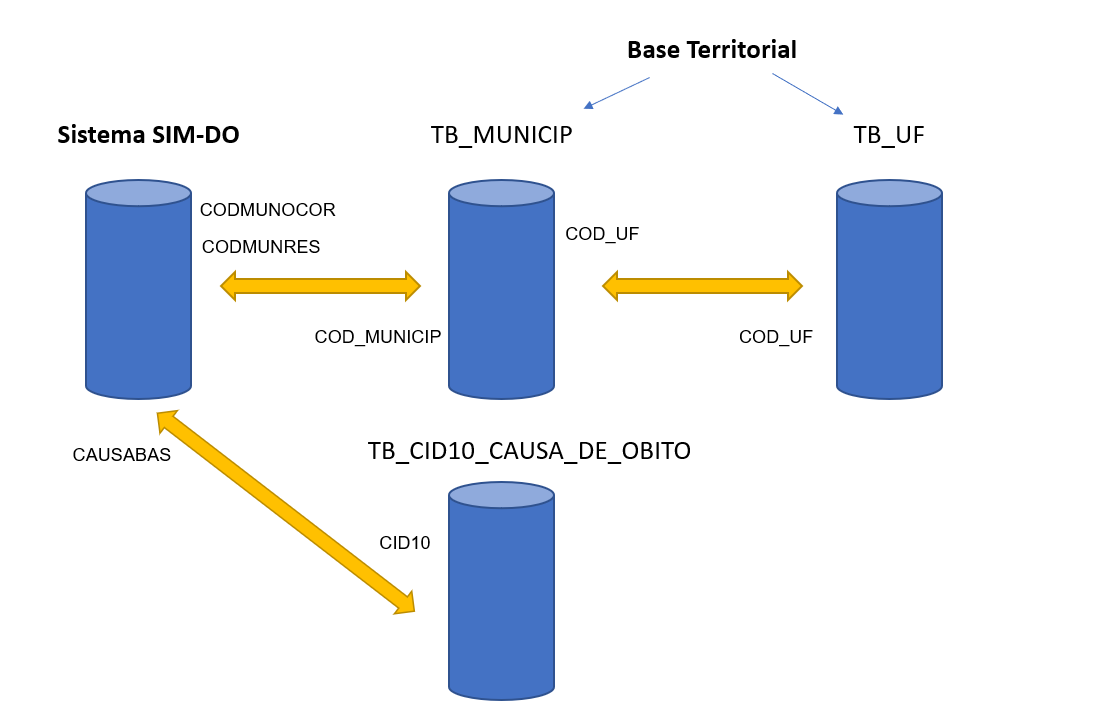 Base Territorial
Sistema SIM-DO
TB_MUNICIP
TB_UF
CODMUNOCOR
CODMUNRES
COD_UF
COD_MUNICIP
COD_UF
CAUSABAS
TB_CID10_CAUSA_DE_OBITO
CID10